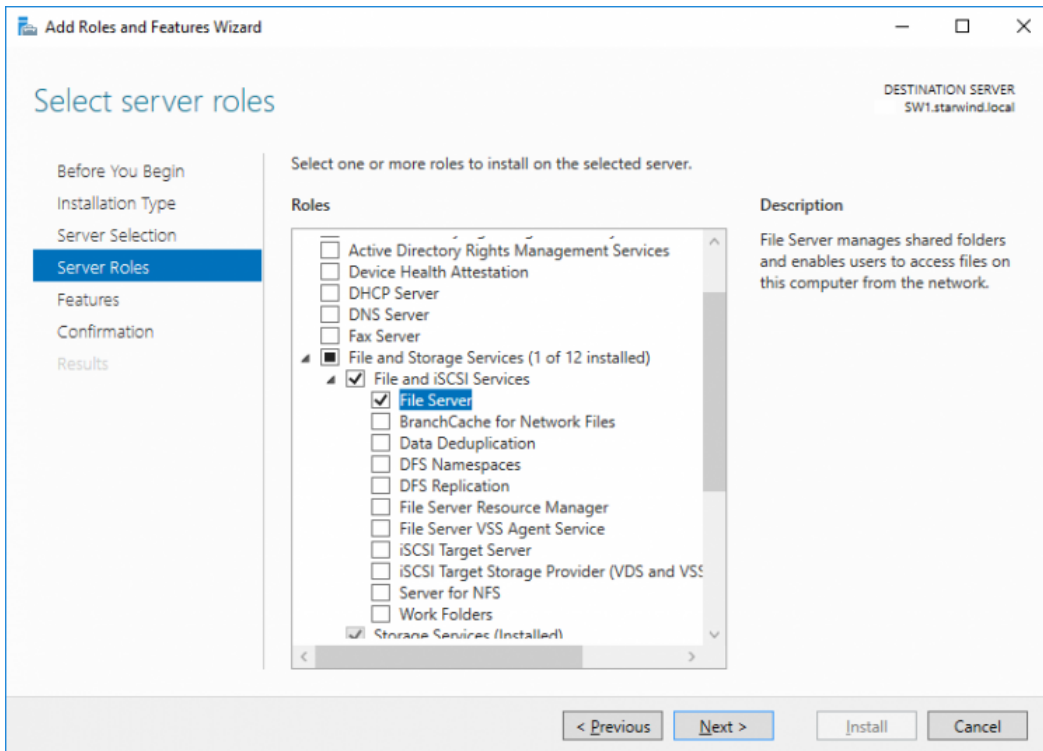 Add Roles and Features Wizard
Select server roles
DESTINATION SERVER
SW1.starwind.local
Before You Begin
Installation Type
Server Selection
Server Roles
Features
Confirmation
Results
Select one or more roles to install on the selected server.
Roles
Active Directory Rights Management Services
Device Health Attestation
DHCP Server
DNS Server
Fax Server
File and Storage Services (1 of 12 installed)
File and iSCSI Services
File Server
BranchCache for Network Files
Data Deduplication
DFS Namespaces
DFS Replication
File Server Resource Manager
File Server VSS Agent Service
iSCSI Target Server
iSCSI Target Storage Provider (VDS and VSS
Server for NFS
Work Folders
Storage Services (Installed)
Description
File Server manages shared folders
and enables users to access files on
this computer from the network.
< Previous
Next >
Install
Cancel